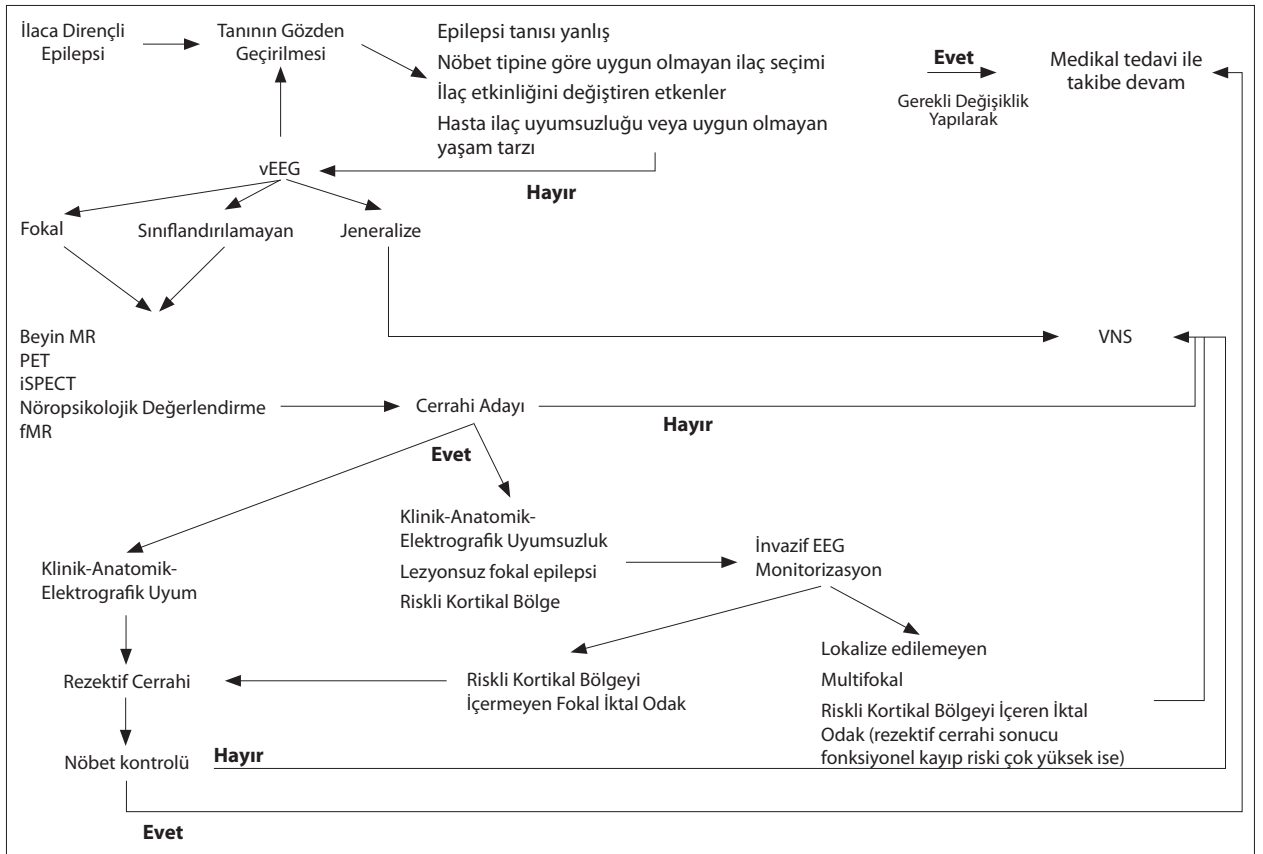 İlaca Dirençli
Epilepsi
Tanının Gözden
Geçirilmesi
Epilepsi tanısı yanlış
Nöbet tipine göre uygun olmayan ilaç seçimi
İlaç etkinliğini değiştiren etkenler
Hasta ilaç uyumsuzluğu veya uygun olmayan
yaşam tarzı
Evet
Gerekli Değişiklik
Yapılarak
Medikal tedavi ile
takibe devam
vEEG
Hayır
Fokal
Sınıflandırılamayan
Jeneralize
Beyin MR
PET
iSPECT
Nöropsikolojik Değerlendirme
fMR
VNS
Cerrahi Adayı
Hayır
Evet
Klinik-Anatomik-
Elektrografik Uyumsuzluk
Lezyonsuz fokal epilepsi
Riskli Kortikal Bölge
İnvazif EEG
Monitorizasyon
Klinik-Anatomik-
Elektrografik Uyum
Rezektif Cerrahi
Riskli Kortikal Bölgeyi
İçermeyen Fokal İktal Odak
Lokalize edilemeyen
Multifokal
Riskli Kortikal Bölgeyi İçeren İktal
Odak (rezektif cerrahi sonucu
fonksiyonel kayıp riski çok yüksek ise)
Nöbet kontrolü
Hayır
Evet